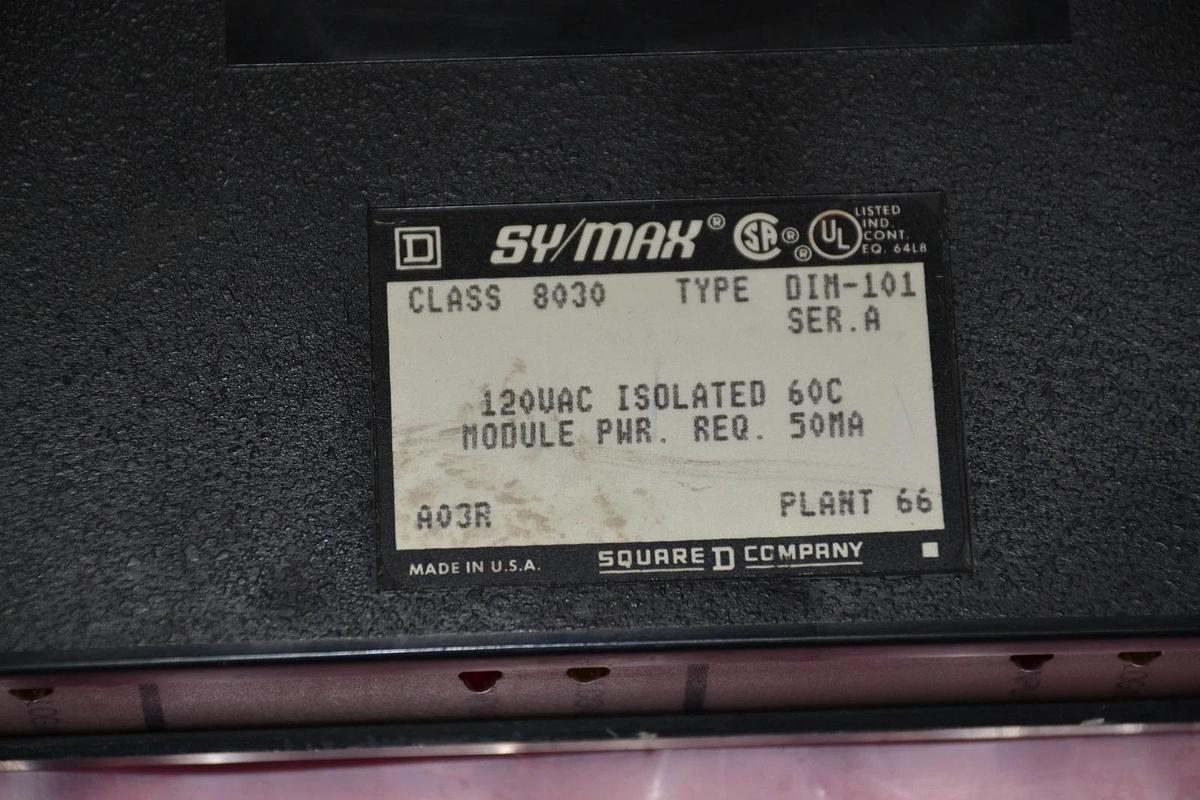 D SY/MAX® SA® UL® LISTED
IND.
CONT.
EQ. 64L8
CLASS 8030 TYPE DIM-101
SER.A
120VAC ISOLATED 60C
MODULE PWR. REQ. 50MA
A03R PLANT 66
MADE IN U.S.A. SQUARE D COMPANY